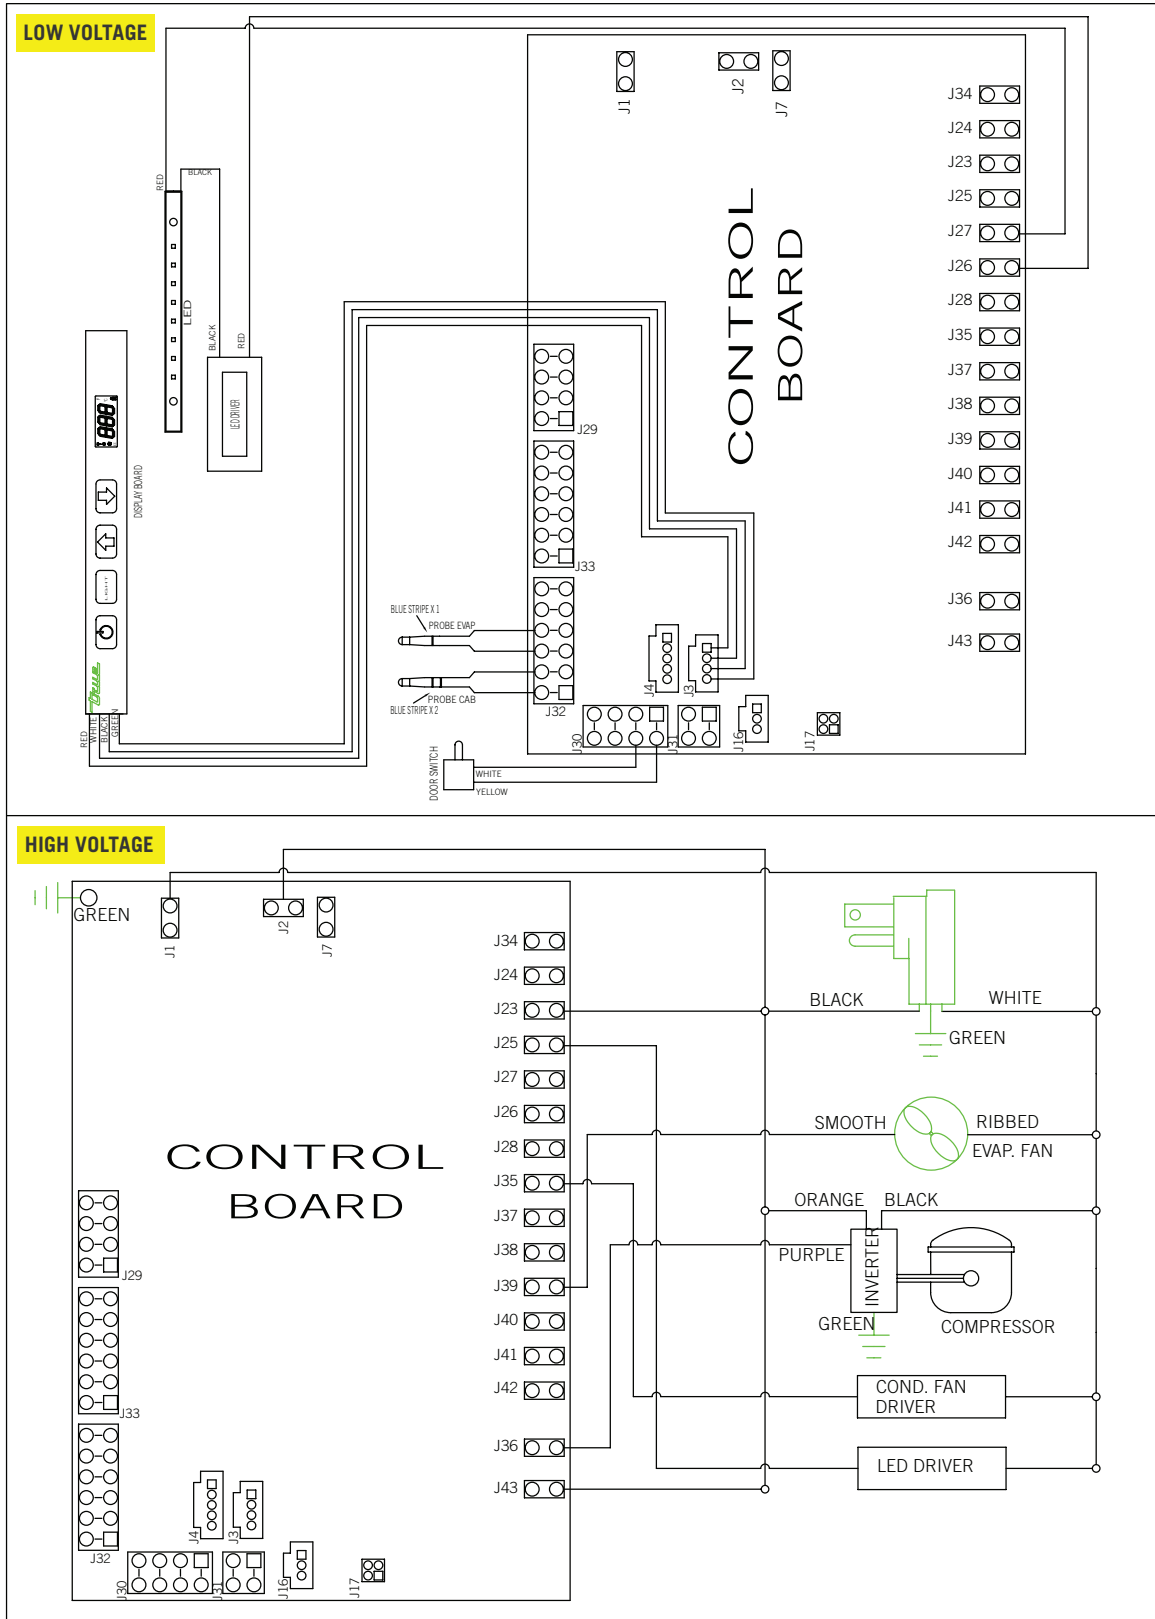 LOW VOLTAGE
RED
BLACK
LED
BLACK
RED
LED DRIVER
888
DISPLAY BOARD
LIGHT
true
RED
WHITE
BLACK
GREEN
J1
J2
J7
J34
J24
J23
J25
J27
J26
J28
J35
J37
J38
J39
J40
J41
J42
J36
J43
CONTROL
BOARD
J29
J33
J32
BLUE STRIPE X 1
PROBE EVAP
PROBE CAB
BLUE STRIPE X 2
J4
J3
J30
J31
J16
J17
DOOR SWITCH
WHITE
YELLOW
HIGH VOLTAGE
GREEN
J1
J2
J7
J34
J24
J23
J25
J27
J26
J28
J35
J37
J38
J39
J40
J41
J42
J36
J43
CONTROL
BOARD
J29
J33
J32
J4
J3
J30
J31
J16
J17
BLACK
WHITE
GREEN
SMOOTH
RIBBED
EVAP. FAN
ORANGE
BLACK
PURPLE
INVERTER
GREEN
COMPRESSOR
COND. FAN
DRIVER
LED DRIVER